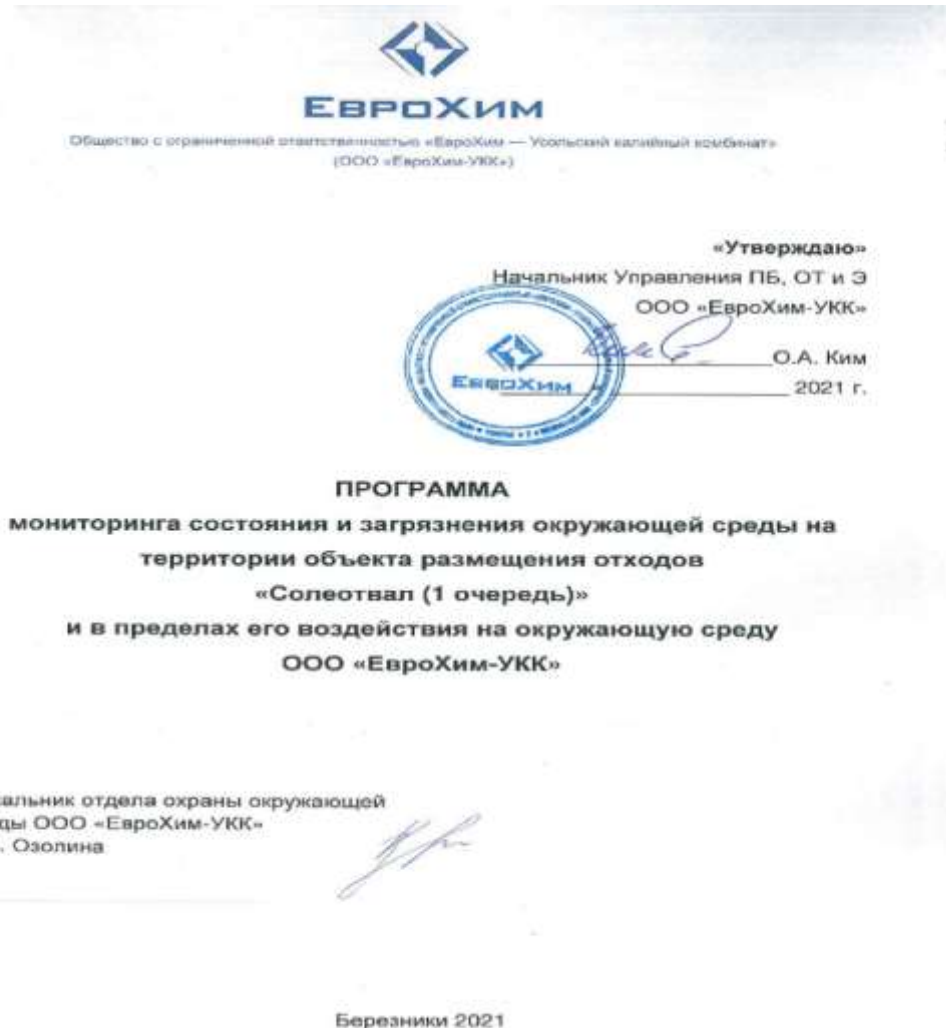 ЕвроХим
Общество с ограниченной ответственностью «ЕвроХим — Усольский калийный комбинат»
(ООО «ЕвроХим-УКК»)
«Утверждаю»
Начальник Управления ПБ, ОТ и Э
ООО «ЕвроХим-УКК»
О.А. Ким
ЕвроХим
2021 г.
ПРОГРАММА
мониторинга состояния и загрязнения окружающей среды на
территории объекта размещения отходов
«Солеотвал (1 очередь)»
и в пределах его воздействия на окружающую среду
ООО «ЕвроХим-УКК»
альник отдела охраны окружающей
ды ООО «ЕвроХим-УКК»
. Озолина
Березники 2021